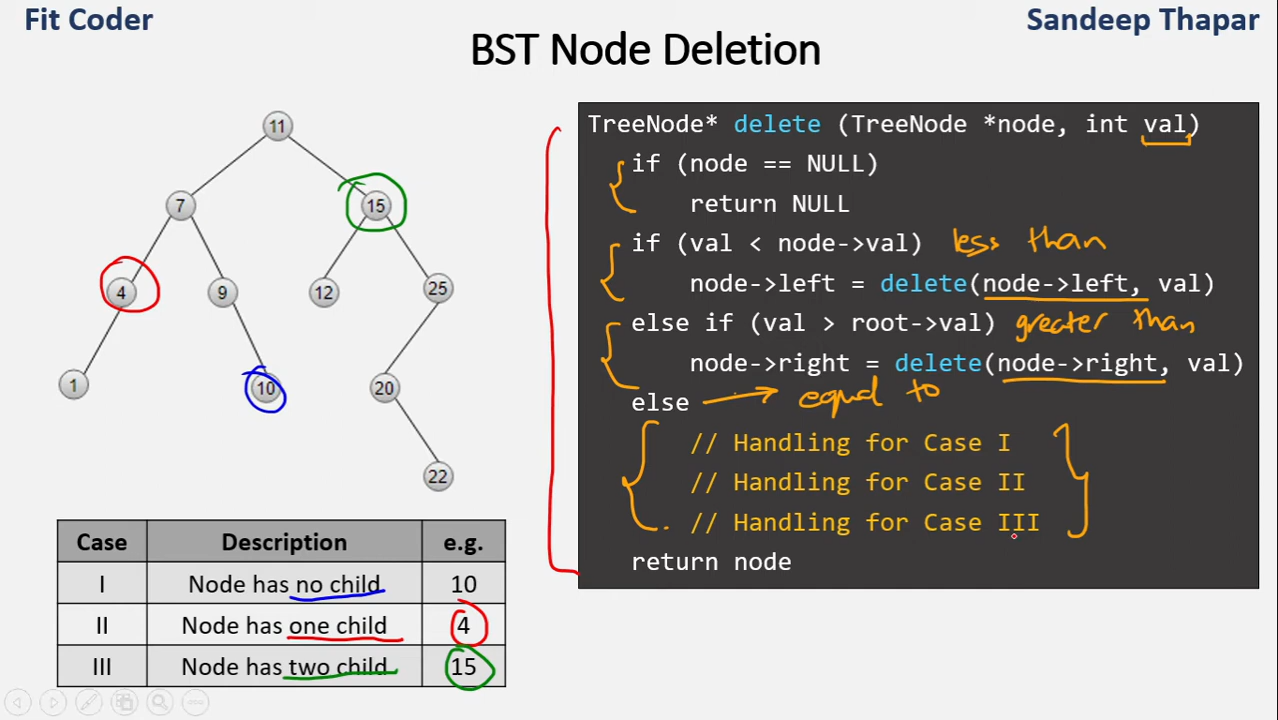 Fit Coder
Sandeep Thapar
BST Node Deletion
11
7
15
4
9
12
25
1
10
20
22
TreeNode* delete (TreeNode *node, int val)
if (node == NULL)
return NULL
if (val < node->val) less than
node->left = delete(node->left, val)
else if (val > root->val) greater than
node->right = delete(node->right, val)
else equal to
// Handling for Case I
// Handling for Case II
// Handling for Case III
return node
Case Description e.g.
I Node has no child 10
II Node has one child 4
III Node has two child 15